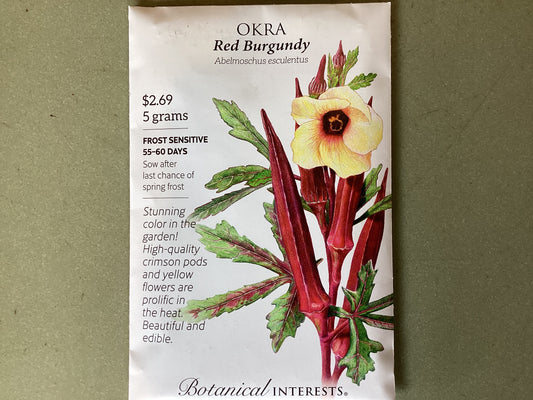 OKRA
Red Burgundy
Abelmoschus esculentus
$2.69
5 grams
FROST SENSITIVE
55-60 DAYS
Sow after
last chance of
spring frost
Stunning
color in the
garden!
High-quality
crimson pods
and yellow
flowers are
prolific in
the heat.
Beautiful and
edible.
Botanical INTERESTS®